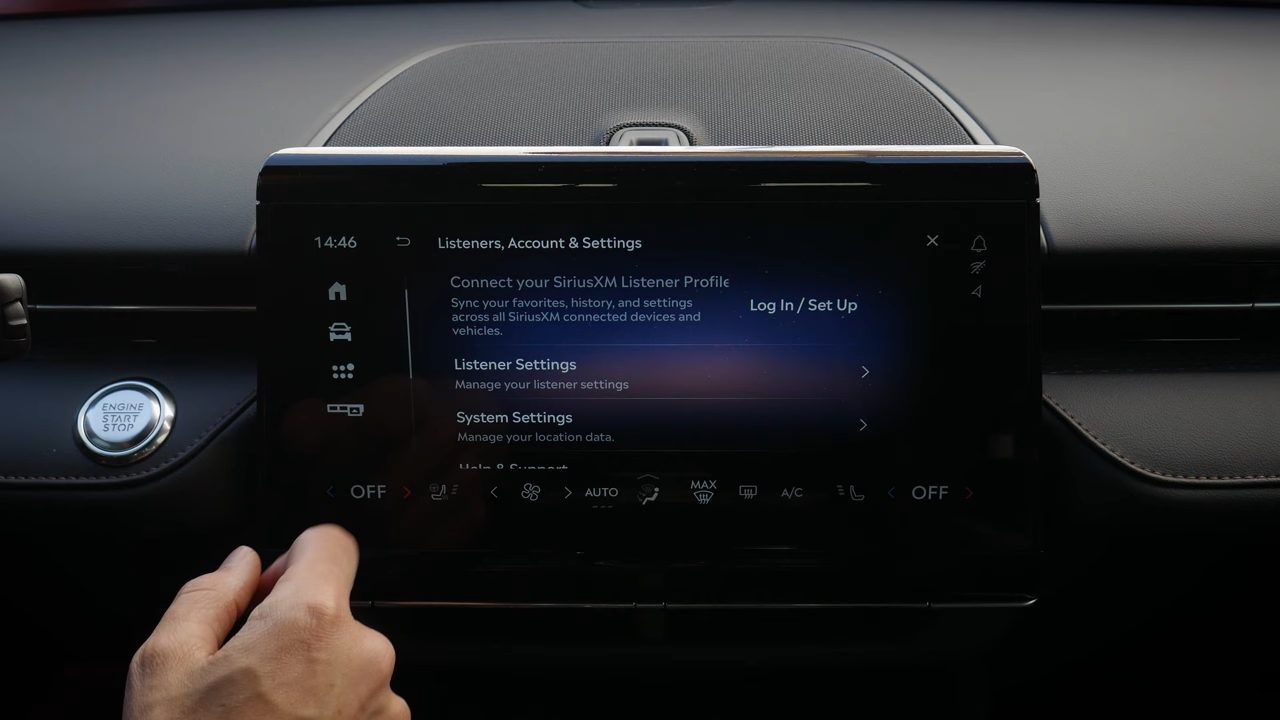 14:46
Listeners, Account & Settings
Connect your SiriusXM Listener Profile
Sync your favorites, history, and settings
across all SiriusXM connected devices and
vehicles.
Log In / Set Up
Listener Settings
Manage your listener settings
System Settings
Manage your location data.
Help & Support
ENGINE
START
STOP
OFF
AUTO
MAX
A/C
OFF